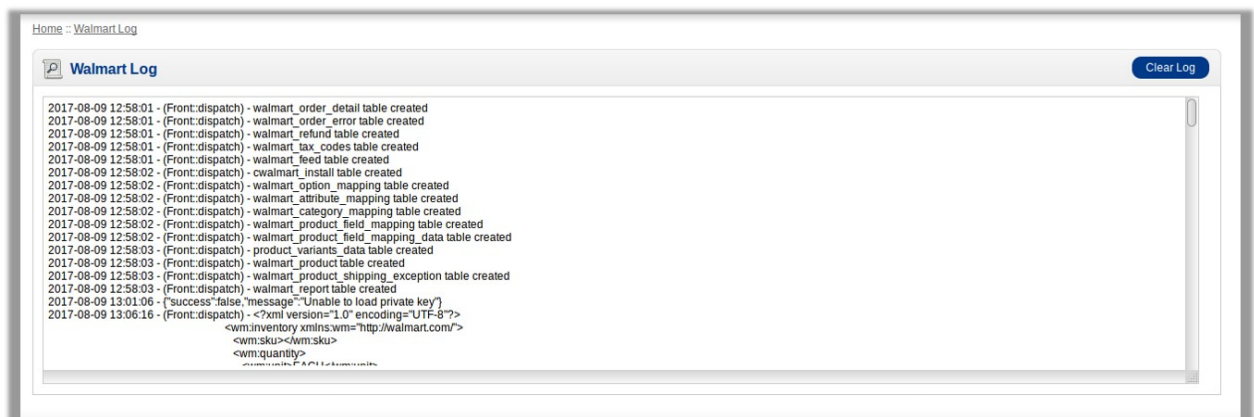 Home :: Walmart Log
Walmart Log
Clear Log
2017-08-09 12:58:01 - (Front::dispatch) - walmart_order_detail table created
2017-08-09 12:58:01 - (Front::dispatch) - walmart_order_error table created
2017-08-09 12:58:01 - (Front::dispatch) - walmart_refund table created
2017-08-09 12:58:01 - (Front::dispatch) - walmart_tax_codes table created
2017-08-09 12:58:01 - (Front::dispatch) - walmart_feed table created
2017-08-09 12:58:02 - (Front::dispatch) - cwalmart_install table created
2017-08-09 12:58:02 - (Front::dispatch) - walmart_option_mapping table created
2017-08-09 12:58:02 - (Front::dispatch) - walmart_attribute_mapping table created
2017-08-09 12:58:02 - (Front::dispatch) - walmart_category_mapping table created
2017-08-09 12:58:02 - (Front::dispatch) - walmart_product_field_mapping table created
2017-08-09 12:58:02 - (Front::dispatch) - walmart_product_field_mapping_data table created
2017-08-09 12:58:03 - (Front::dispatch) - product_variants_data table created
2017-08-09 12:58:03 - (Front::dispatch) - walmart_product table created
2017-08-09 12:58:03 - (Front::dispatch) - walmart_product_shipping_exception table created
2017-08-09 12:58:03 - (Front::dispatch) - walmart_report table created
2017-08-09 13:01:06 - {"success":false,"message":"Unable to load private key"}
2017-08-09 13:06:16 - (Front::dispatch) - <?xml version="1.0" encoding="UTF-8"?>
<wm:inventory xmlns:wm="http://walmart.com/">
<wm:sku></wm:sku>
<wm:quantity>
<wm:unit>EACH</wm:unit>